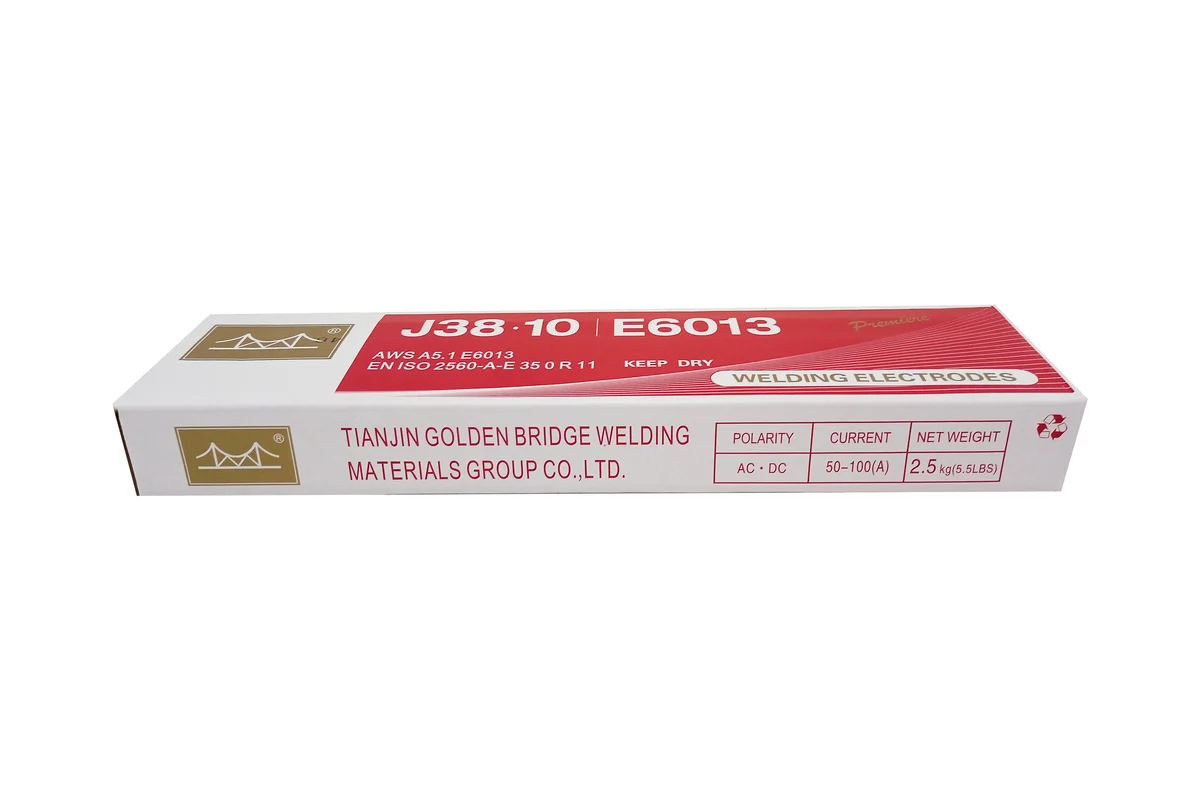 ®
J38·10 | E6013
Premiere
AWS A5.1 E6013
EN ISO 2560-A-E 35 0 R 11
KEEP DRY
WELDING ELECTRODES
®
TIANJIN GOLDEN BRIDGE WELDING
MATERIALS GROUP CO.,LTD.
POLARITY CURRENT NET WEIGHT
AC·DC 50-100(A) 2.5 kg(5.5LBS)